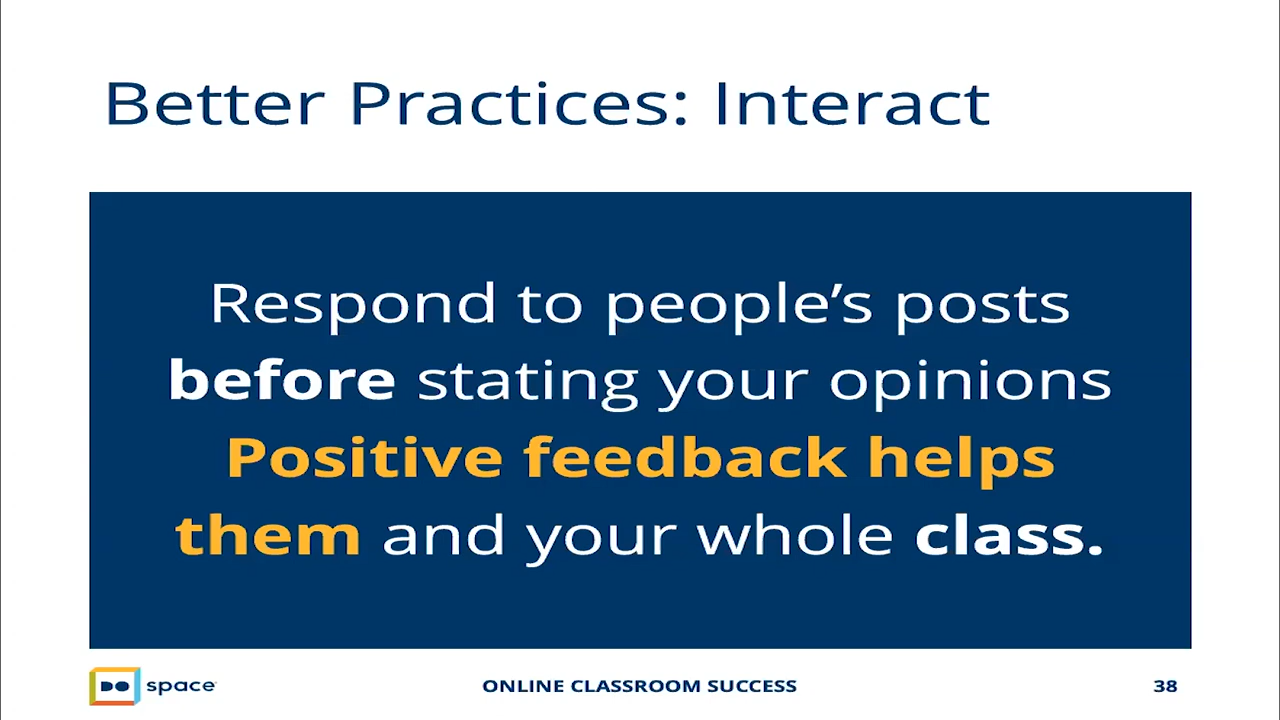 Better Practices: Interact
Respond to people’s posts
before stating your opinions
Positive feedback helps
them and your whole class.
DO space
ONLINE CLASSROOM SUCCESS
38